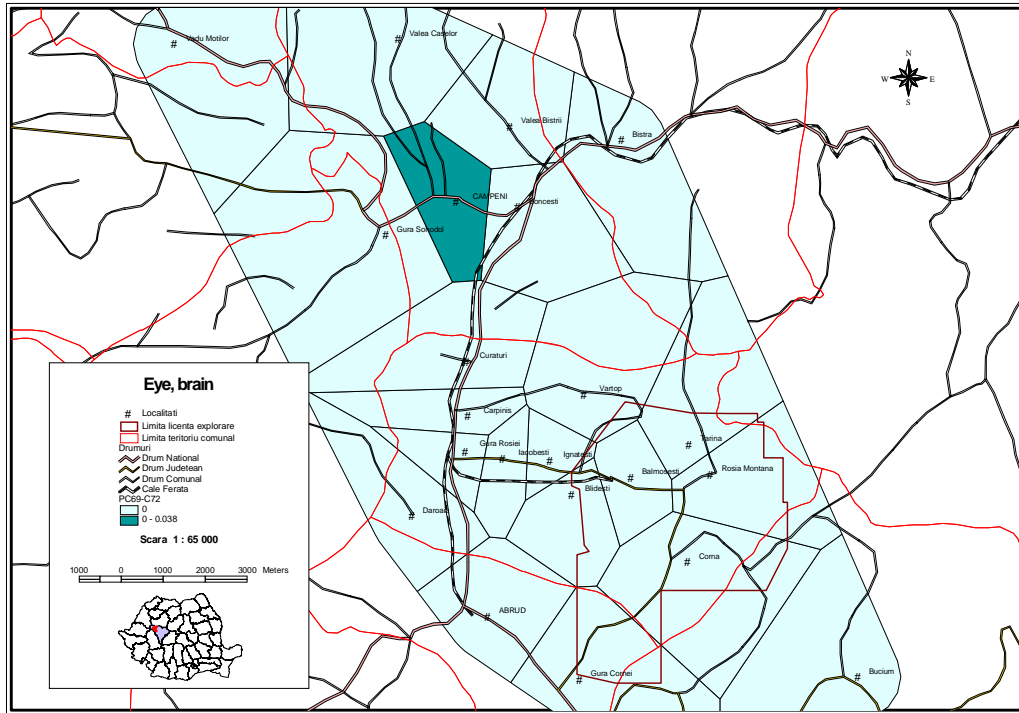 Vadu Motilor
Valea Caselor
N
W E
S
Valea Bistrii
Bistra
CAMPENI
Boncesti
Gura Sohodol
Curaturi
Vartop
Carpinis
Gura Rosiei
Iacobesti
Ignatesti
Tarina
Balmosesti
Rosia Montana
Blidesti
Daroaia
Corna
ABRUD
Gura Cornei
Bucium
Eye, brain
# Localitati
Limita licenta explorare
Limita teritoriu comunal
Drumuri
Drum National
Drum Judetean
Drum Comunal
Cale Ferata
PC69-C72
0
0 - 0.038
Scara 1 : 65 000
1000 0 1000 2000 3000 Meters